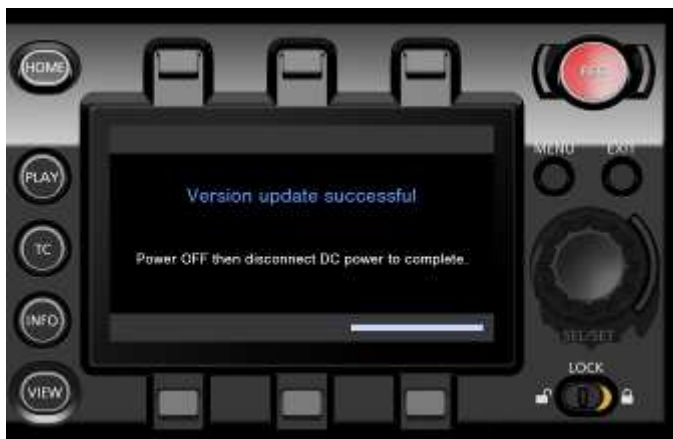 HOME
REC
MENU
EXIT
PLAY
Version update successful
TC
Power OFF then disconnect DC power to complete.
INFO
SEL/SET
LOCK
VIEW